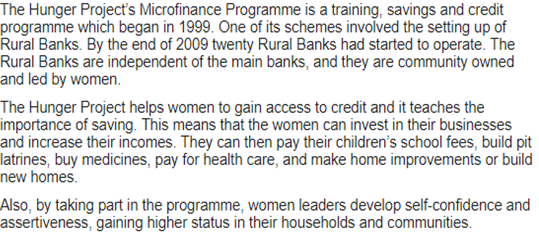 The Hunger Project’s Microfinance Programme is a training, savings and credit
programme which began in 1999. One of its schemes involved the setting up of
Rural Banks. By the end of 2009 twenty Rural Banks had started to operate. The
Rural Banks are independent of the main banks, and they are community owned
and led by women.
The Hunger Project helps women to gain access to credit and it teaches the
importance of saving. This means that the women can invest in their businesses
and increase their incomes. They can then pay their children’s school fees, build pit
latrines, buy medicines, pay for health care, and make home improvements or build
new homes.
Also, by taking part in the programme, women leaders develop self-confidence and
assertiveness, gaining higher status in their households and communities.